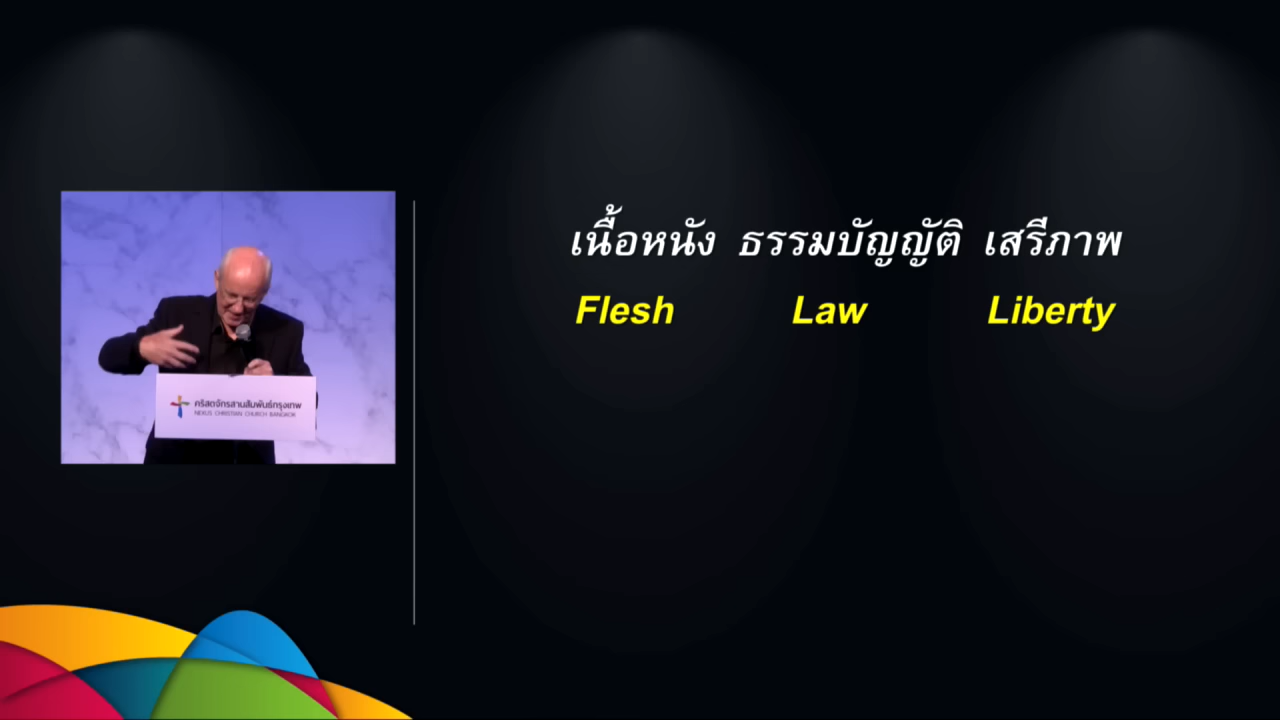 เนื้อหนัง ธรรมบัญญัติ เสรีภาพ
Flesh Law Liberty
คริสตจักรสานสัมพันธ์กรุงเทพ
NEXUS CHRISTIAN CHURCH BANGKOK